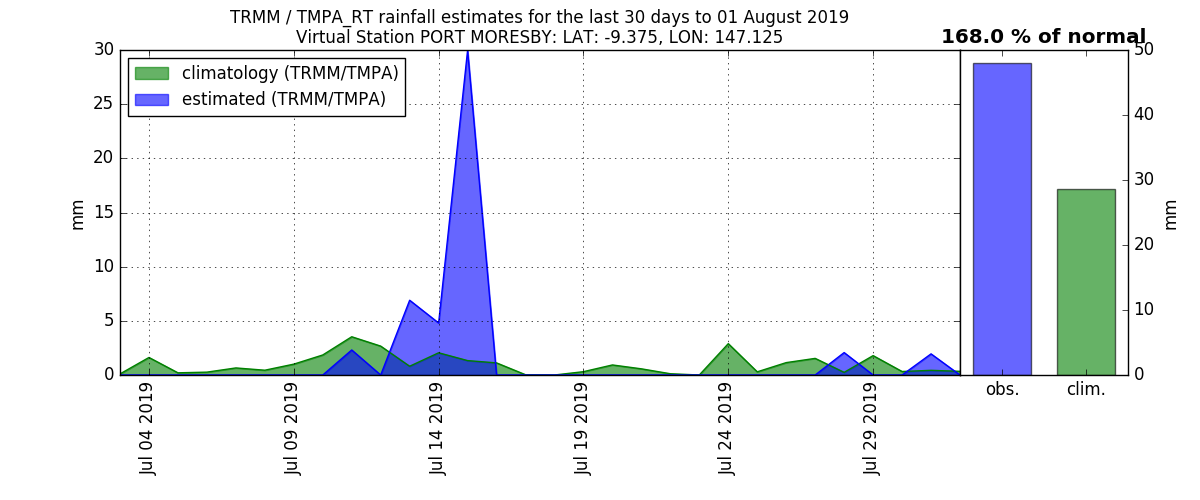 TRMM / TMPA_RT rainfall estimates for the last 30 days to 01 August 2019
Virtual Station PORT MORESBY: LAT: -9.375, LON: 147.125
168.0 % of normal
climatology (TRMM/TMPA)
estimated (TRMM/TMPA)
mm
30
25
20
15
10
5
0
Jul 04 2019
Jul 09 2019
Jul 14 2019
Jul 19 2019
Jul 24 2019
Jul 29 2019
50
40
30
20
10
0
mm
obs.
clim.